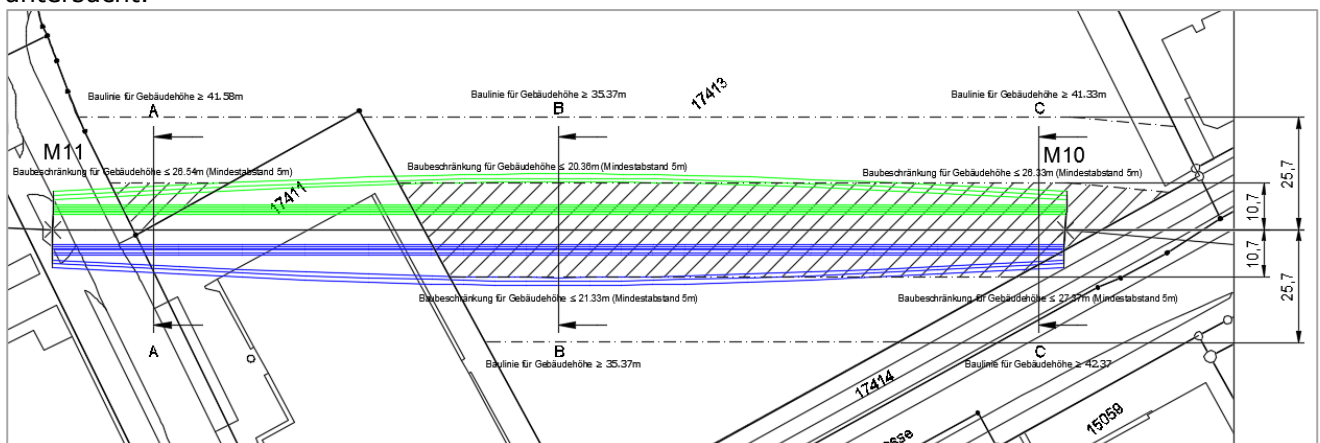 untersucht.
Baulinie für Gebäudehöhe ≥ 41.58m
Baulinie für Gebäudehöhe ≥ 35.37m
17413
Baulinie für Gebäudehöhe ≥ 41.33m
A
B
C
M11
M10
Baubeschränkung für Gebäudehöhe ≤ 26.54m (Mindestabstand 5m)
Baubeschränkung für Gebäudehöhe ≤ 20.36m (Mindestabstand 5m)
Baubeschränkung für Gebäudehöhe ≤ 26.33m (Mindestabstand 5m)
17411
10,7
25,7
10,7
25,7
Baubeschränkung für Gebäudehöhe ≤ 21.33m (Mindestabstand 5m)
Baubeschränkung für Gebäudehöhe ≤ 27.37m (Mindestabstand 5m)
A
B
C
Baulinie für Gebäudehöhe ≥ 35.37m
Baulinie für Gebäudehöhe ≥ 42.37
17414
15059
sse